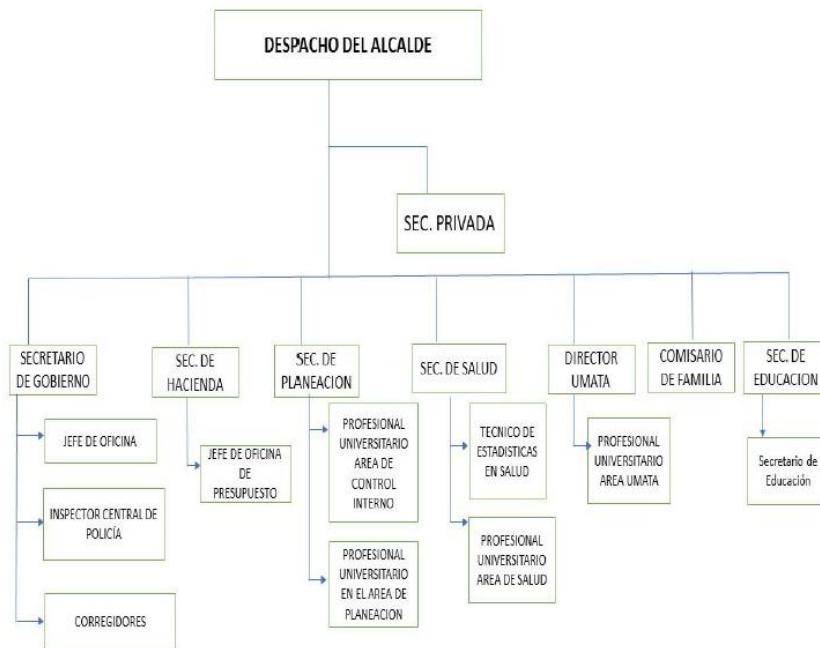 DESPACHO DEL ALCALDE
SEC. PRIVADA
SECRETARIO
DE GOBIERNO
JEFE DE OFICINA
INSPECTOR CENTRAL DE
POLICÍA
CORREGIDORES
SEC. DE
HACIENDA
JEFE DE OFICINA
DE
PRESUPUESTO
SEC. DE
PLANEACION
PROFESIONAL
UNIVERSITARIO
AREA DE
CONTROL
INTERNO
PROFESIONAL
UNIVERSITARIO
EN EL AREA DE
PLANEACION
SEC. DE SALUD
TECNICO DE
ESTADISTICAS
EN SALUD
PROFESIONAL
UNIVERSITARIO
AREA DE SALUD
DIRECTOR
UMATA
PROFESIONAL
UNIVERSITARIO
AREA UMATA
COMISARIO
DE FAMILIA
SEC. DE
EDUCACION
Secretario de
Educación